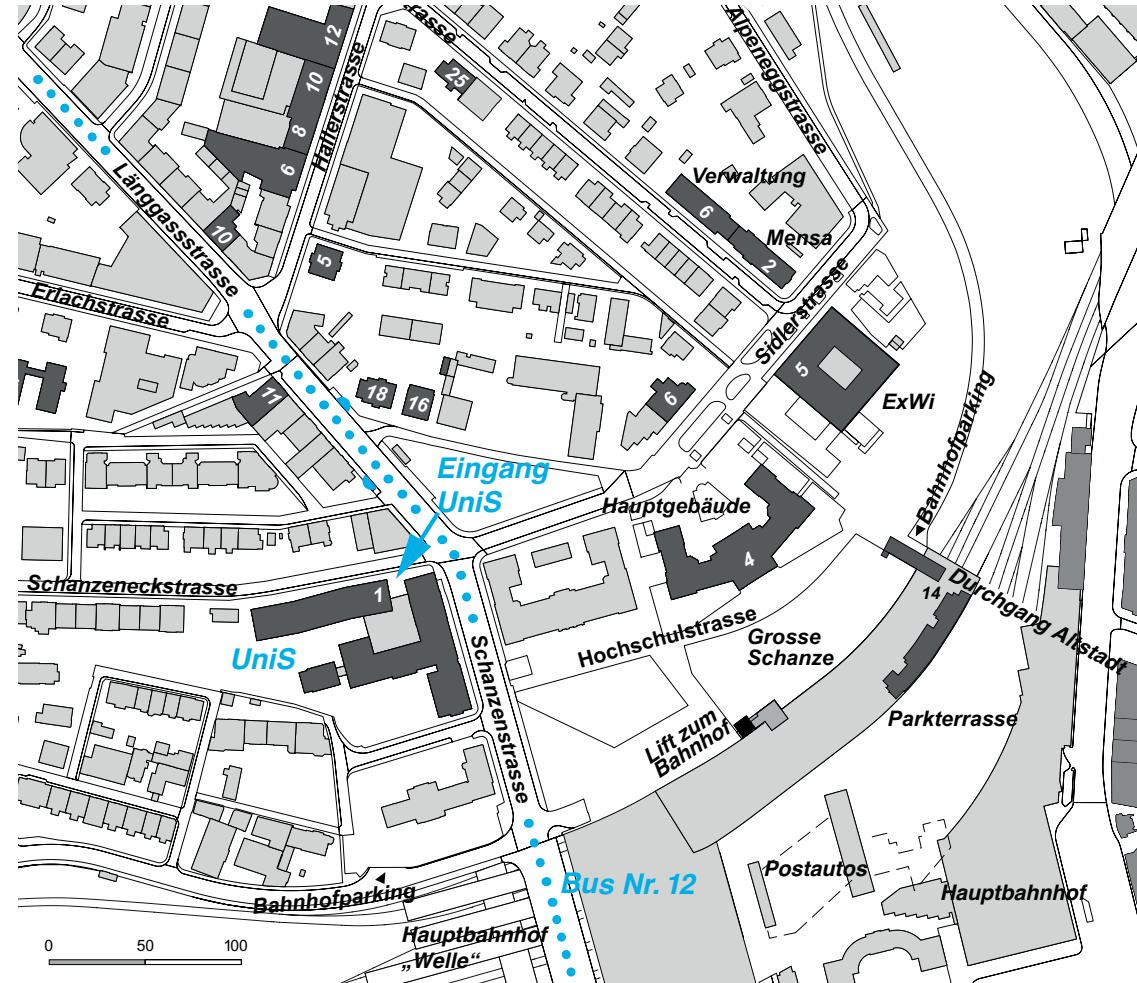 12
10
8
6
Hallerstrasse
rasse
25
Alpeneggstrasse
Verwaltung
6
Mensa
2
Länggassstrasse
10
5
Erlachstrasse
Sidlerstrasse
5
ExWi
18
16
11
6
Bahnhofparking
Eingang
UniS
Hauptgebäude
4
Schanzeneckstrasse
1
UniS
Hochschulstrasse
Grosse
Schanze
14
Durchgang Altstadt
Schanzenstrasse
Lift zum
Bahnhof
Parkterrasse
Postautos
Bus Nr. 12
Hauptbahnhof
Bahnhofparking
Hauptbahnhof
„Welle“
0 50 100